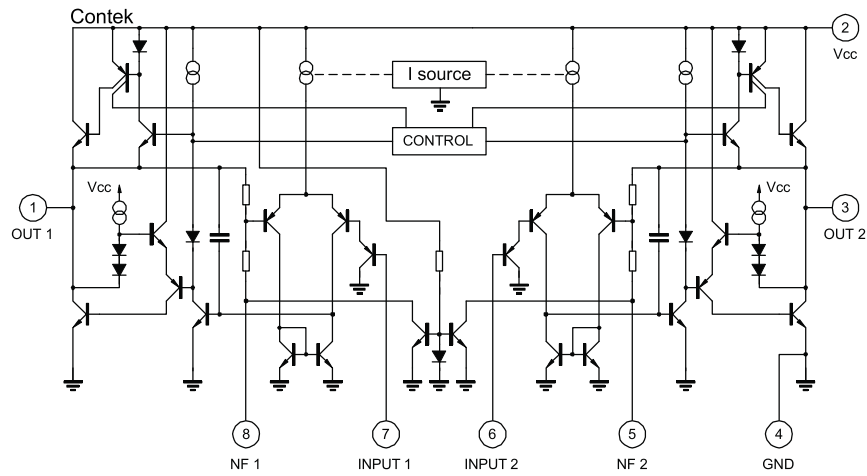 Contek
2
Vcc
I source
CONTROL
Vcc
Vcc
1
OUT 1
3
OUT 2
8
7
6
5
4
NF 1
INPUT 1
INPUT 2
NF 2
GND